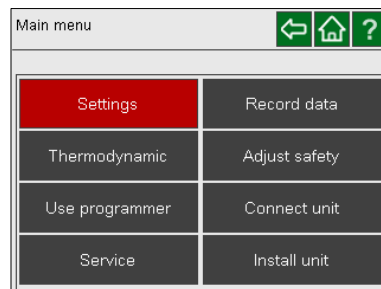 Main menu
?
Settings
Record data
Thermodynamic
Adjust safety
Use programmer
Connect unit
Service
Install unit